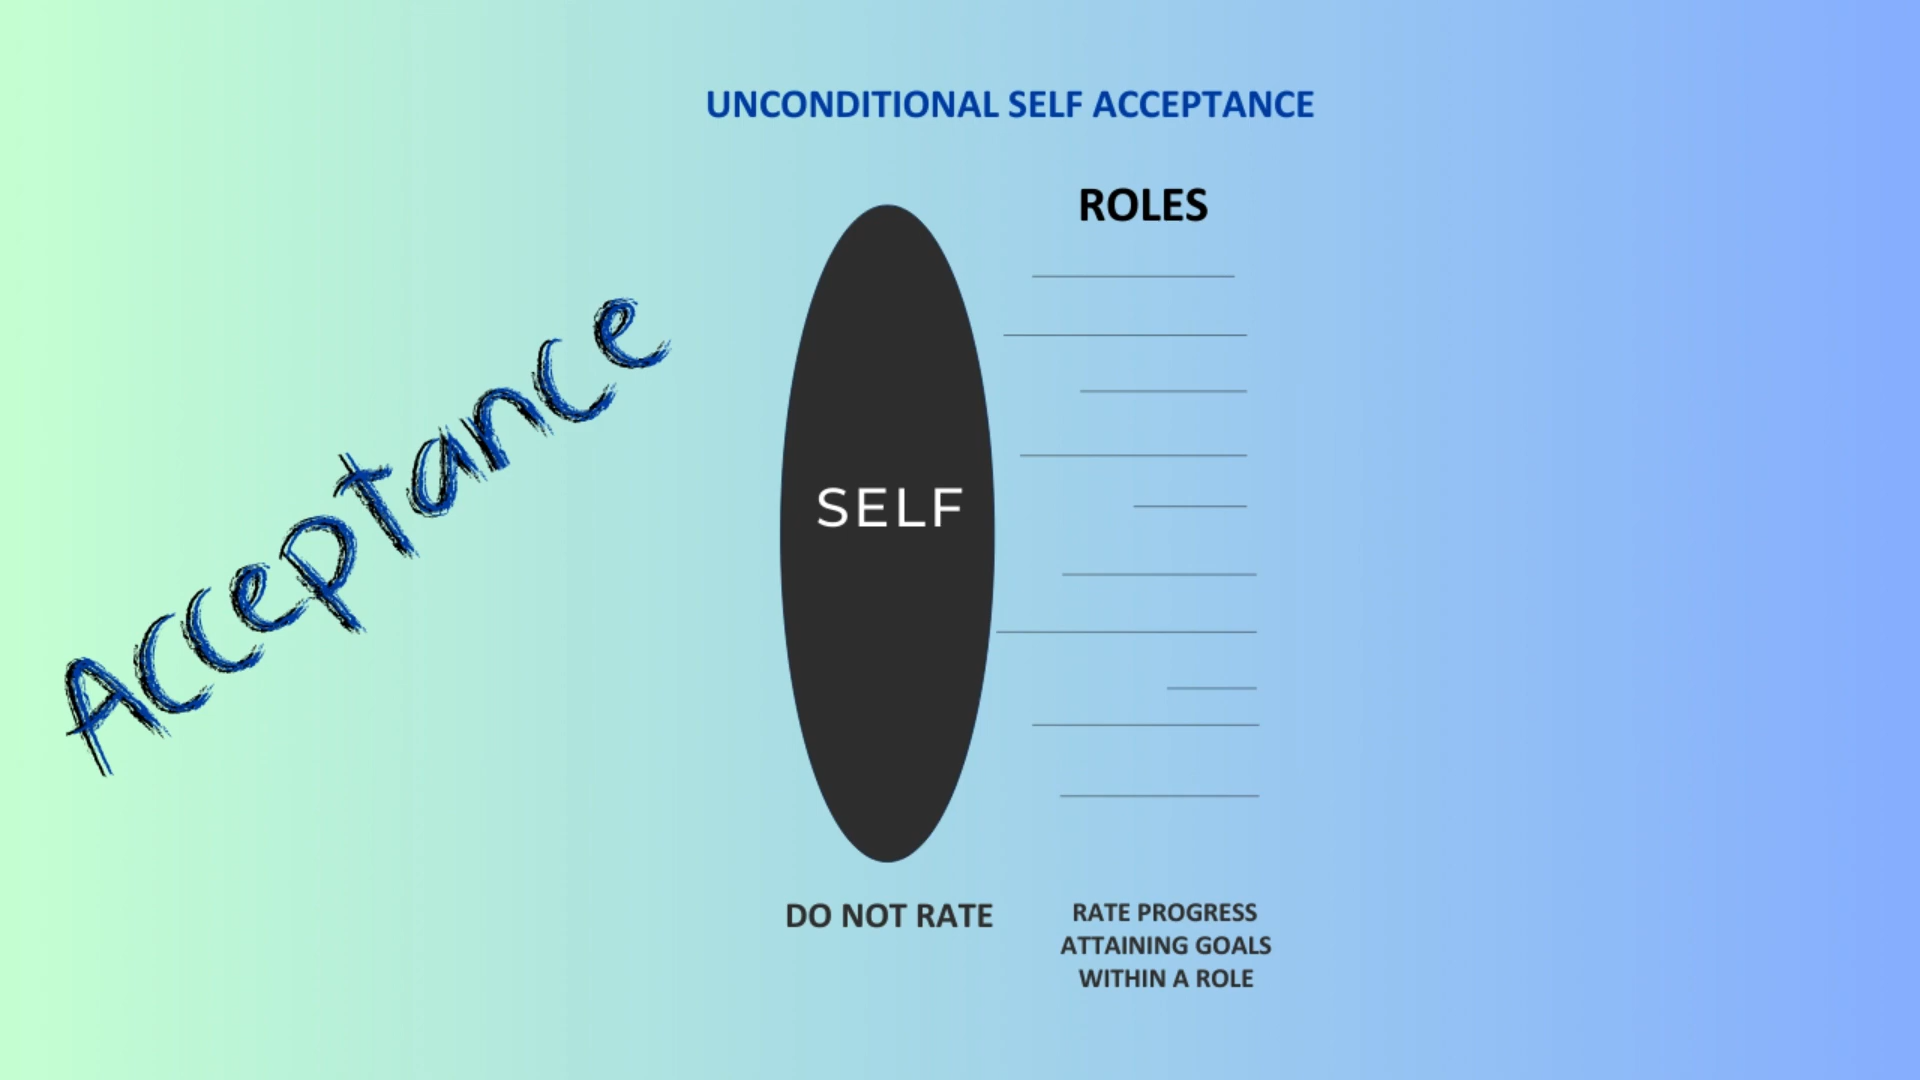 UNCONDITIONAL SELF ACCEPTANCE
ROLES
Acceptance
SELF
DO NOT RATE
RATE PROGRESS
ATTAINING GOALS
WITHIN A ROLE